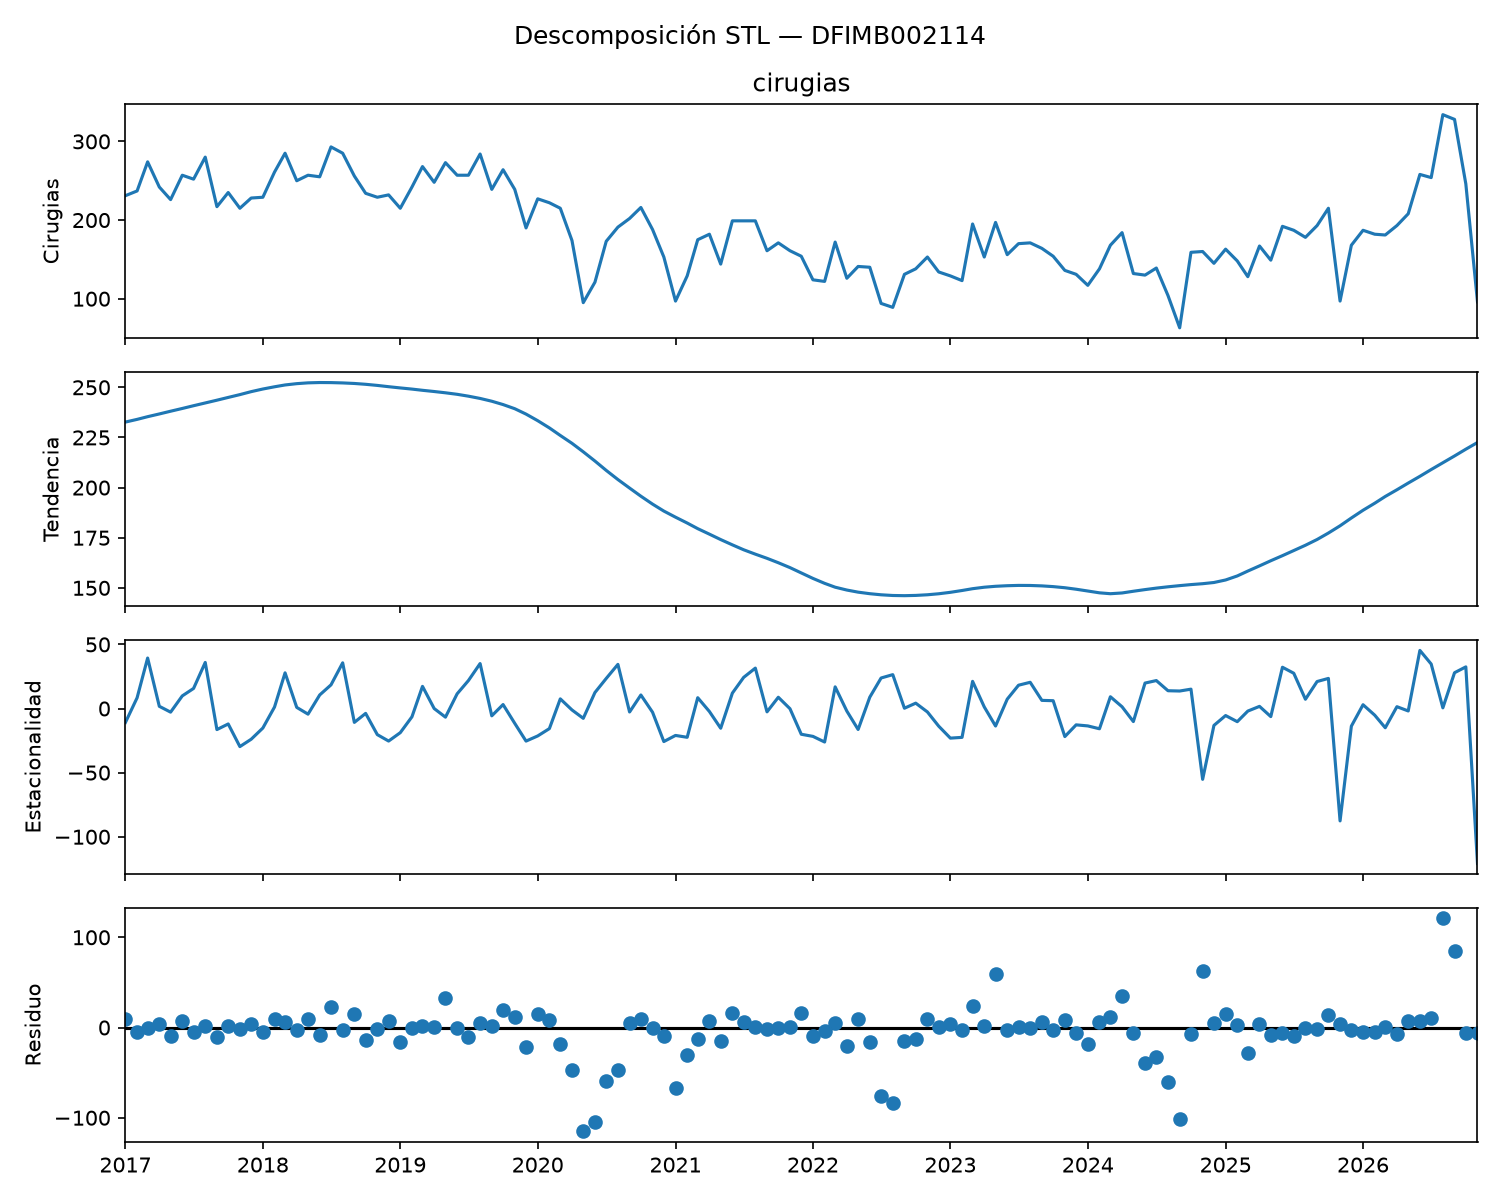 Descomposición STL — DFIMB002114
cirugias
300
200
100
Cirugias
250
225
200
175
150
Tendencia
50
0
−50
−100
Estacionalidad
100
0
−100
Residuo
2017 2018 2019 2020 2021 2022 2023 2024 2025 2026